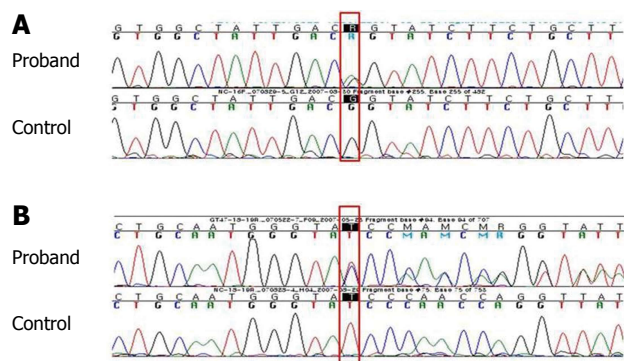 A
G T G G C T A T T G A C R G T A T C T T C T G C T T
G T G G C T A T T G A C R G T A T C T T C T G C T T
Proband
G T G G C T A T T G A C G G T A T C T T C T G C T T
G T G G C T A T T G A C G G T A T C T T C T G C T T
Control
B
C T G C A A T G G G T A T C C M A M C M R G G T A T T
C T G C A A T G G G T A T C C M A M C M R G G T A T T
Proband
C T G C A A T G G G T A T C C C A A C C A G G T T A T
C T G C A A T G G G T A T C C C A A C C A G G T T A T
Control